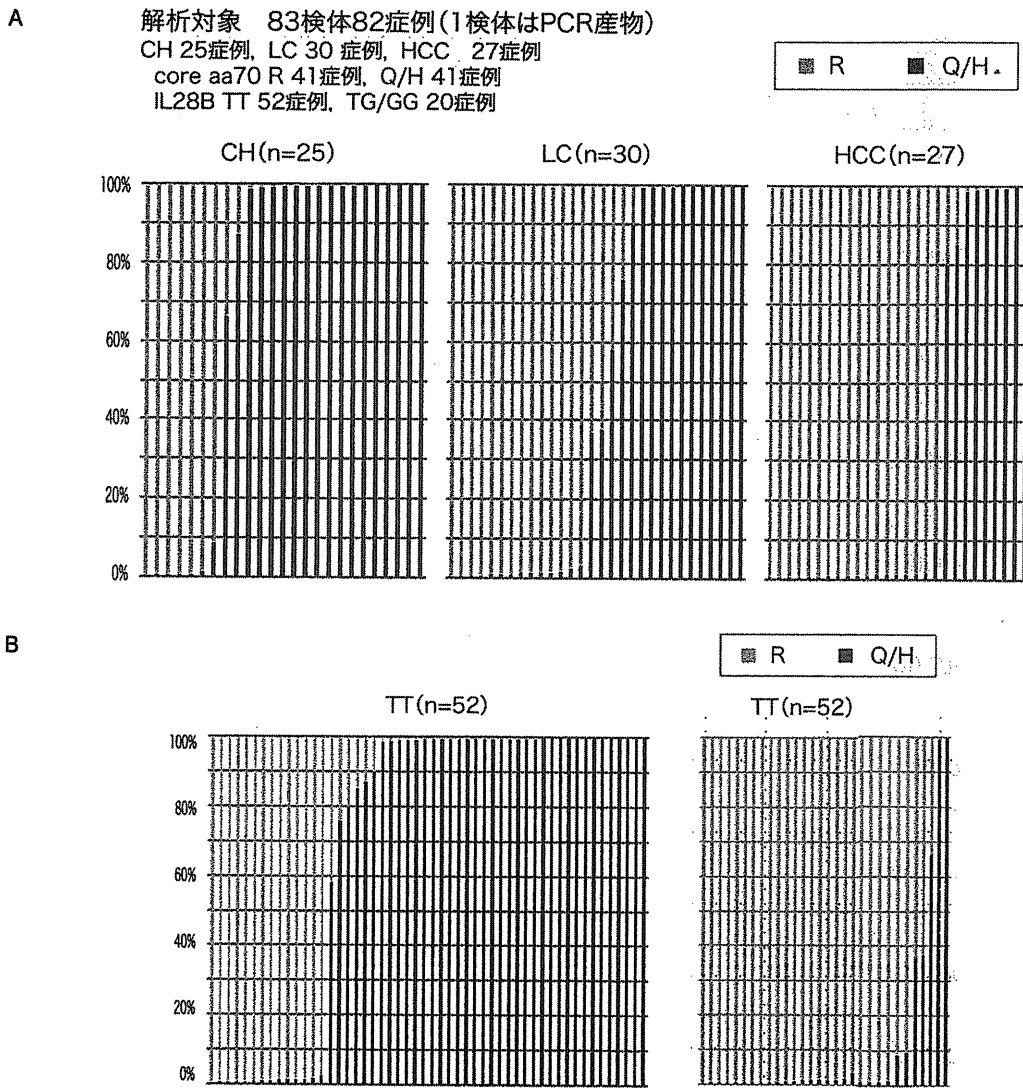 A
解析対象 83検体82症例(1検体はPCR産物)
CH 25症例, LC 30 症例, HCC 27症例
core aa70 R 41症例, Q/H 41症例
IL28B TT 52症例, TG/GG 20症例
R Q/H
CH(n=25) LC(n=30) HCC(n=27)
100%
80%
60%
40%
20%
0%
B
R Q/H
TT(n=52) TT(n=52)
100%
80%
60%
40%
20%
0%